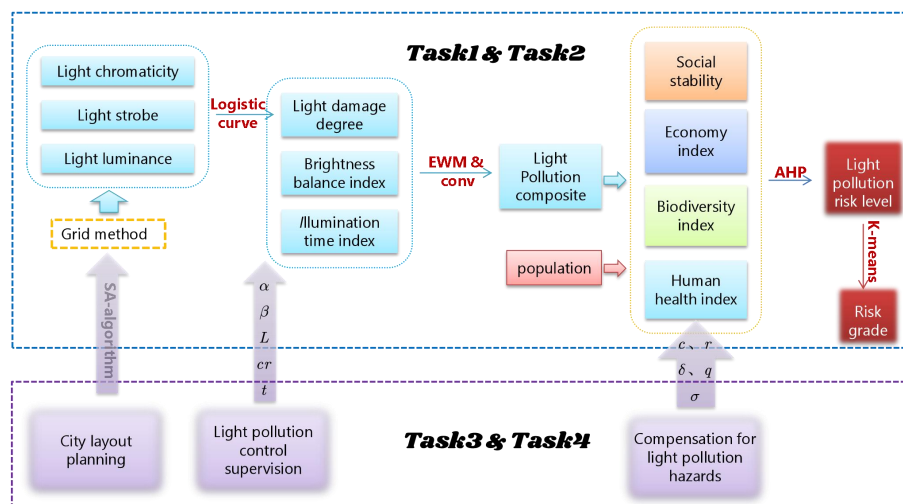 Task1 & Task2
Light chromaticity
Light strobe
Light luminance
Grid method
Logistic
curve
Light damage
degree
Brightness
balance index
Illumination
time index
EWM &
conv
Light
Pollution
composite
population
Social
stability
Economy
index
Biodiversity
index
Human
health index
AHP
Light
pollution
risk level
K-means
Risk
grade
SA-algorithm
α
β
L
cr
t
c、r
δ、q
σ
Task3 & Task4
City layout
planning
Light pollution
control
supervision
Compensation for
light pollution
hazards